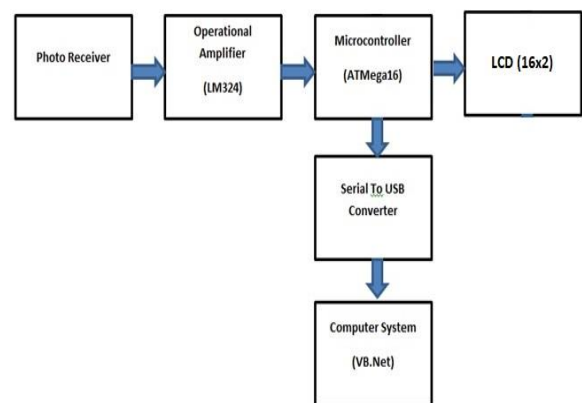 Photo Receiver
Operational
Amplifier
(LM324)
Microcontroller
(ATMega16)
LCD (16x2)
Serial To USB
Converter
Computer System
(VB.Net)